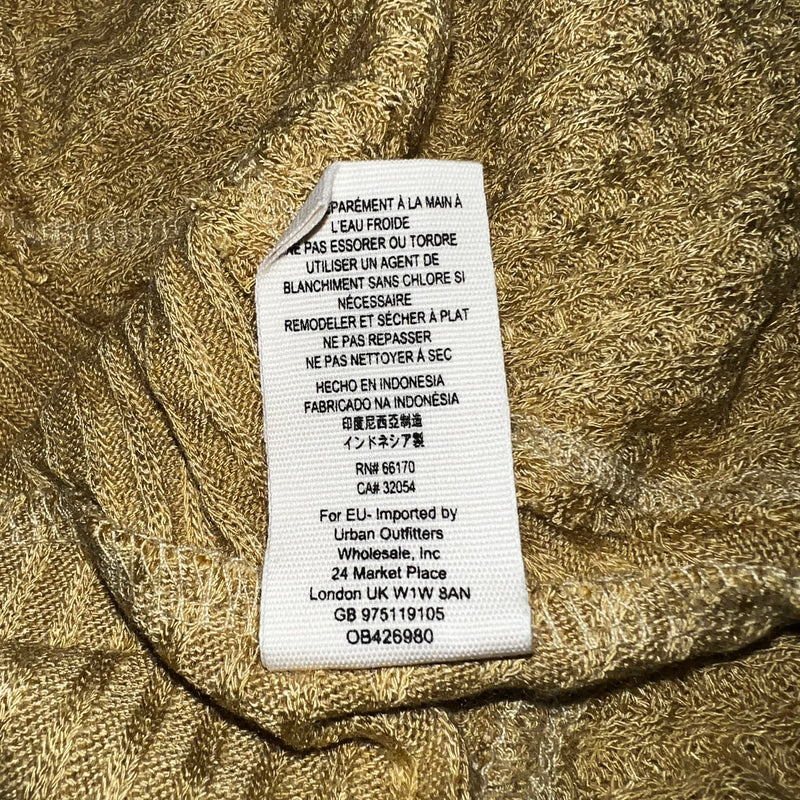 À LA MAIN À
L'EAU FROIDE
NE PAS ESSORER OU TORDRE
UTILISER UN AGENT DE
BLANCHIMENT SANS CHLORE SI
NÉCESSAIRE
REMODELER ET SÉCHER À PLAT
NE PAS REPASSER
NE PAS NETTOYER À SEC
HECHO EN INDONESIA
FABRICADO NA INDONÉSIA
印度尼西亞制造
インドネシア製
RN# 66170
CA# 32054
For EU- Imported by
Urban Outfitters
Wholesale, Inc
24 Market Place
London UK W1W 8AN
GB 975119105
OB426980